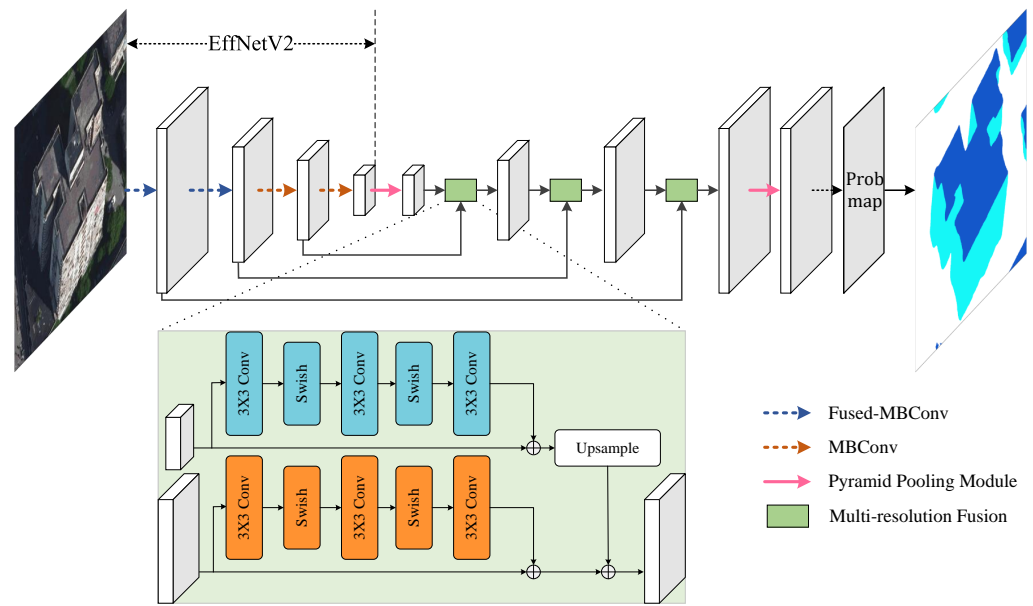 EffNetV2
Prob
map
3X3 Conv
Swish
3X3 Conv
Swish
3X3 Conv
Upsample
3X3 Conv
Swish
3X3 Conv
Swish
3X3 Conv
Fused-MBConv
MBConv
Pyramid Pooling Module
Multi-resolution Fusion